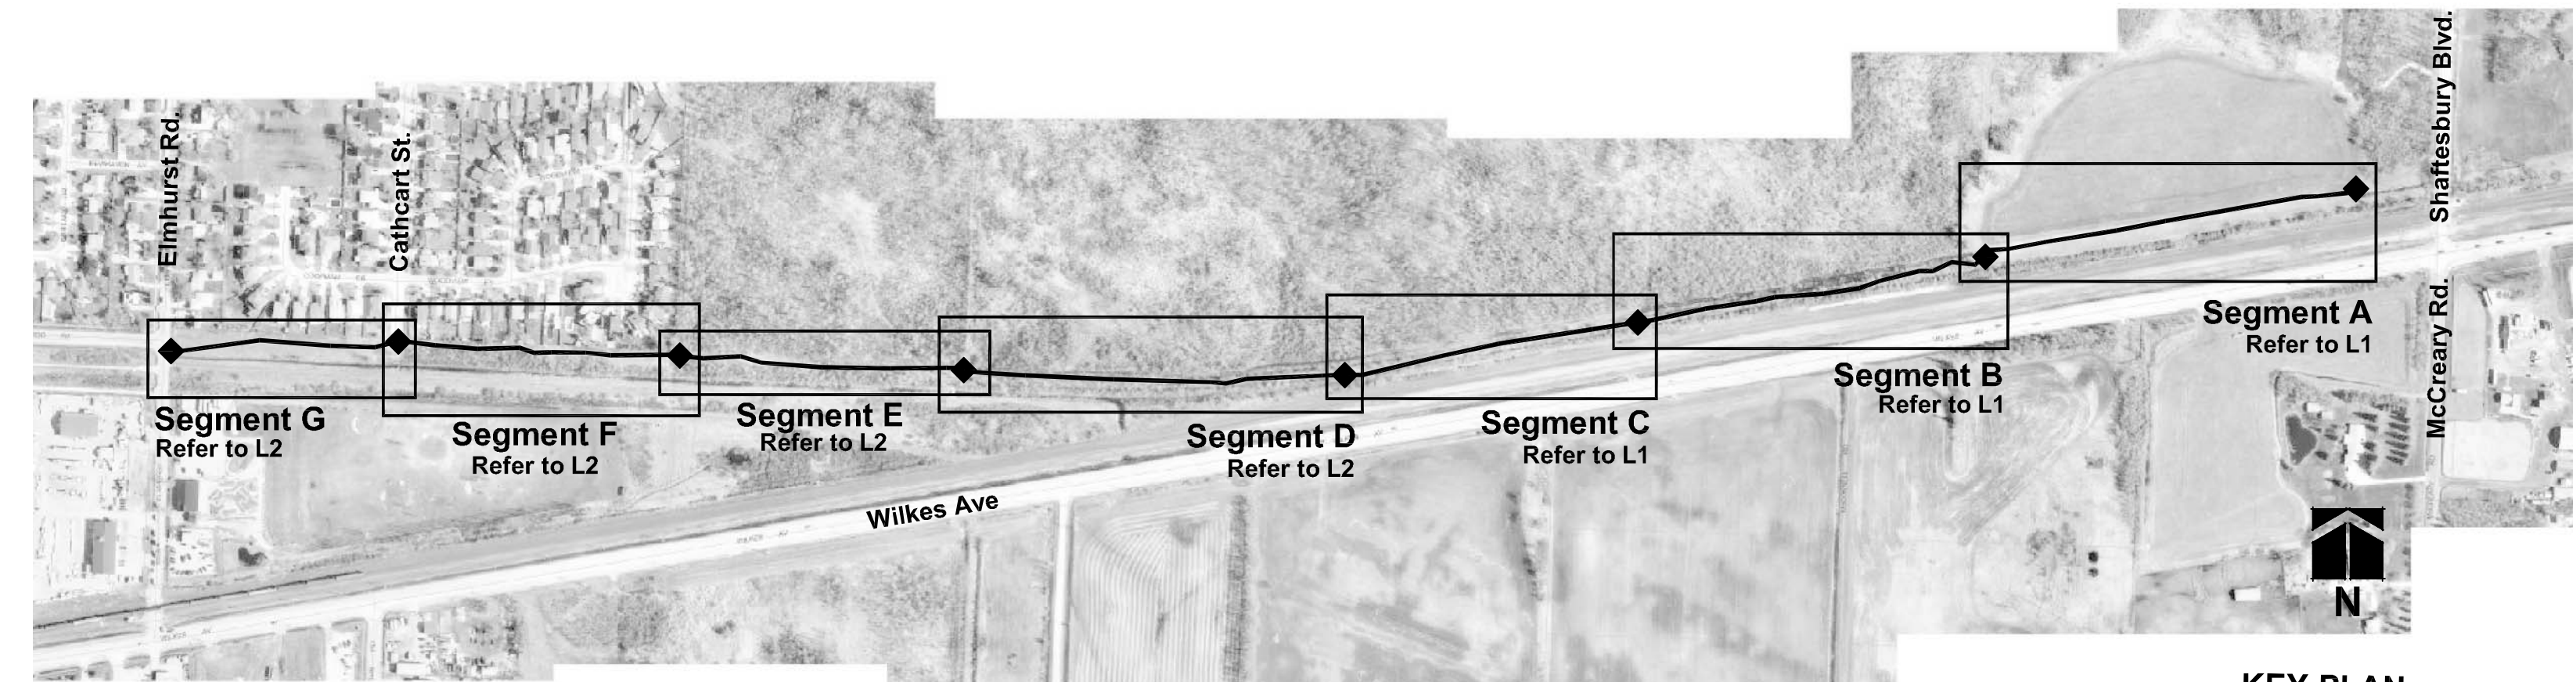 Elmhurst Rd.
Cathcart St.
Shaftesbury Blvd.
McCreary Rd.
Segment A
Refer to L1
Segment B
Refer to L1
Segment C
Refer to L1
Segment D
Refer to L2
Segment E
Refer to L2
Segment F
Refer to L2
Segment G
Refer to L2
Wilkes Ave
N
KEY PLAN